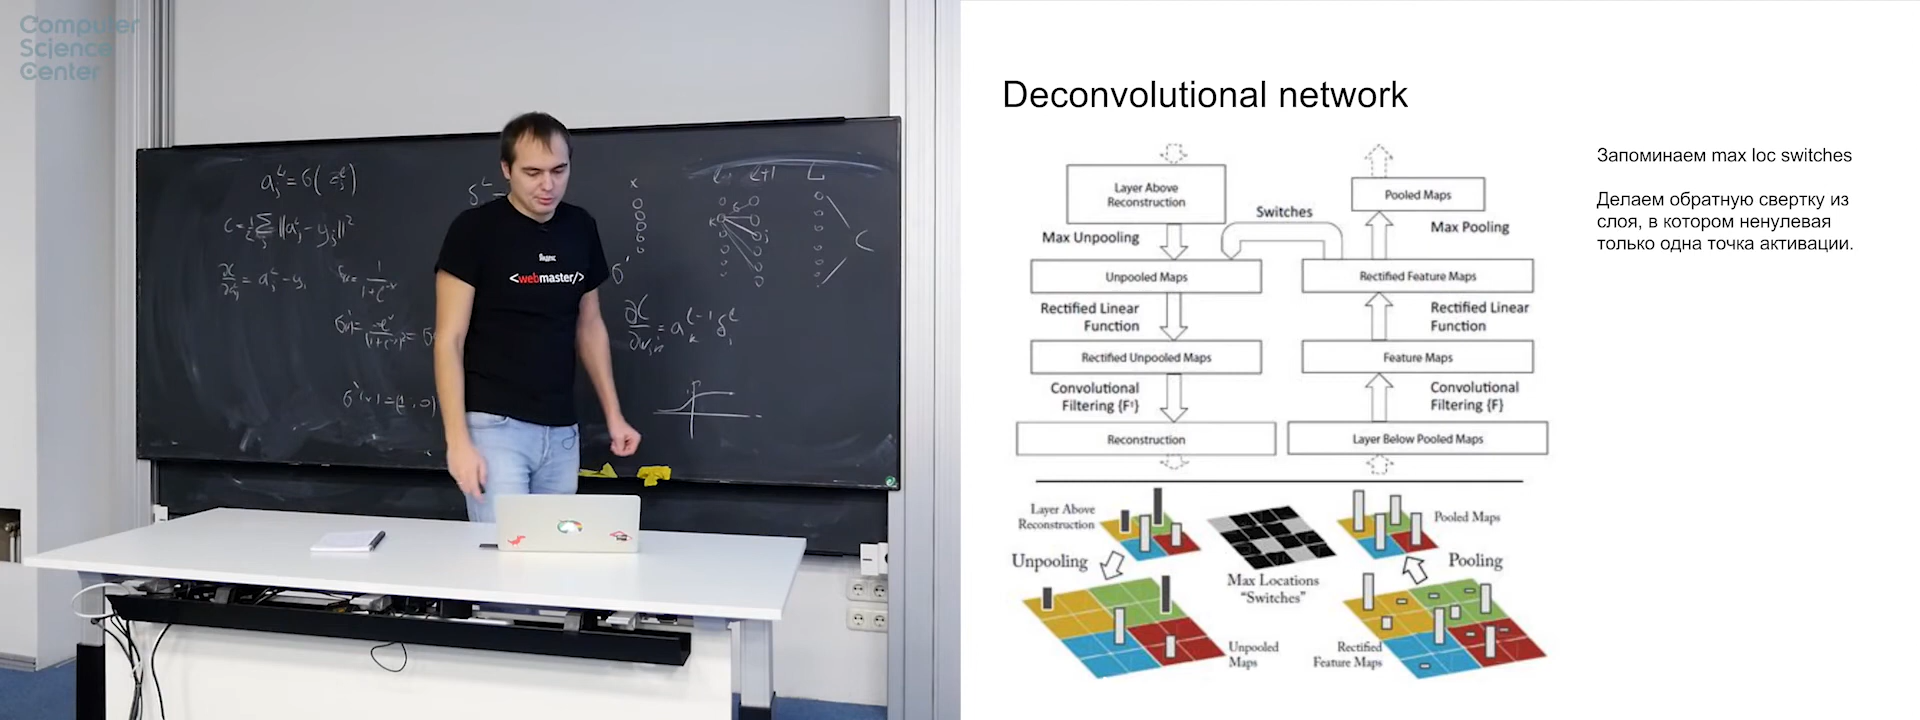 Computer
Science
Center
Яндекс
<webmaster/>
Deconvolutional network
Запоминаем max loc switches
Делаем обратную свертку из
слоя, в котором ненулевая
только одна точка активации.
Layer Above
Reconstruction
Switches
Pooled Maps
Max Unpooling
Max Pooling
Unpooled Maps
Rectified Feature Maps
Rectified Linear
Function
Rectified Linear
Function
Rectified Unpooled Maps
Feature Maps
Convolutional
Filtering {Fᵀ}
Convolutional
Filtering {F}
Reconstruction
Layer Below Pooled Maps
Layer Above
Reconstruction
Pooled Maps
Unpooling
Pooling
Max Locations
"Switches"
Unpooled
Maps
Rectified
Feature Maps